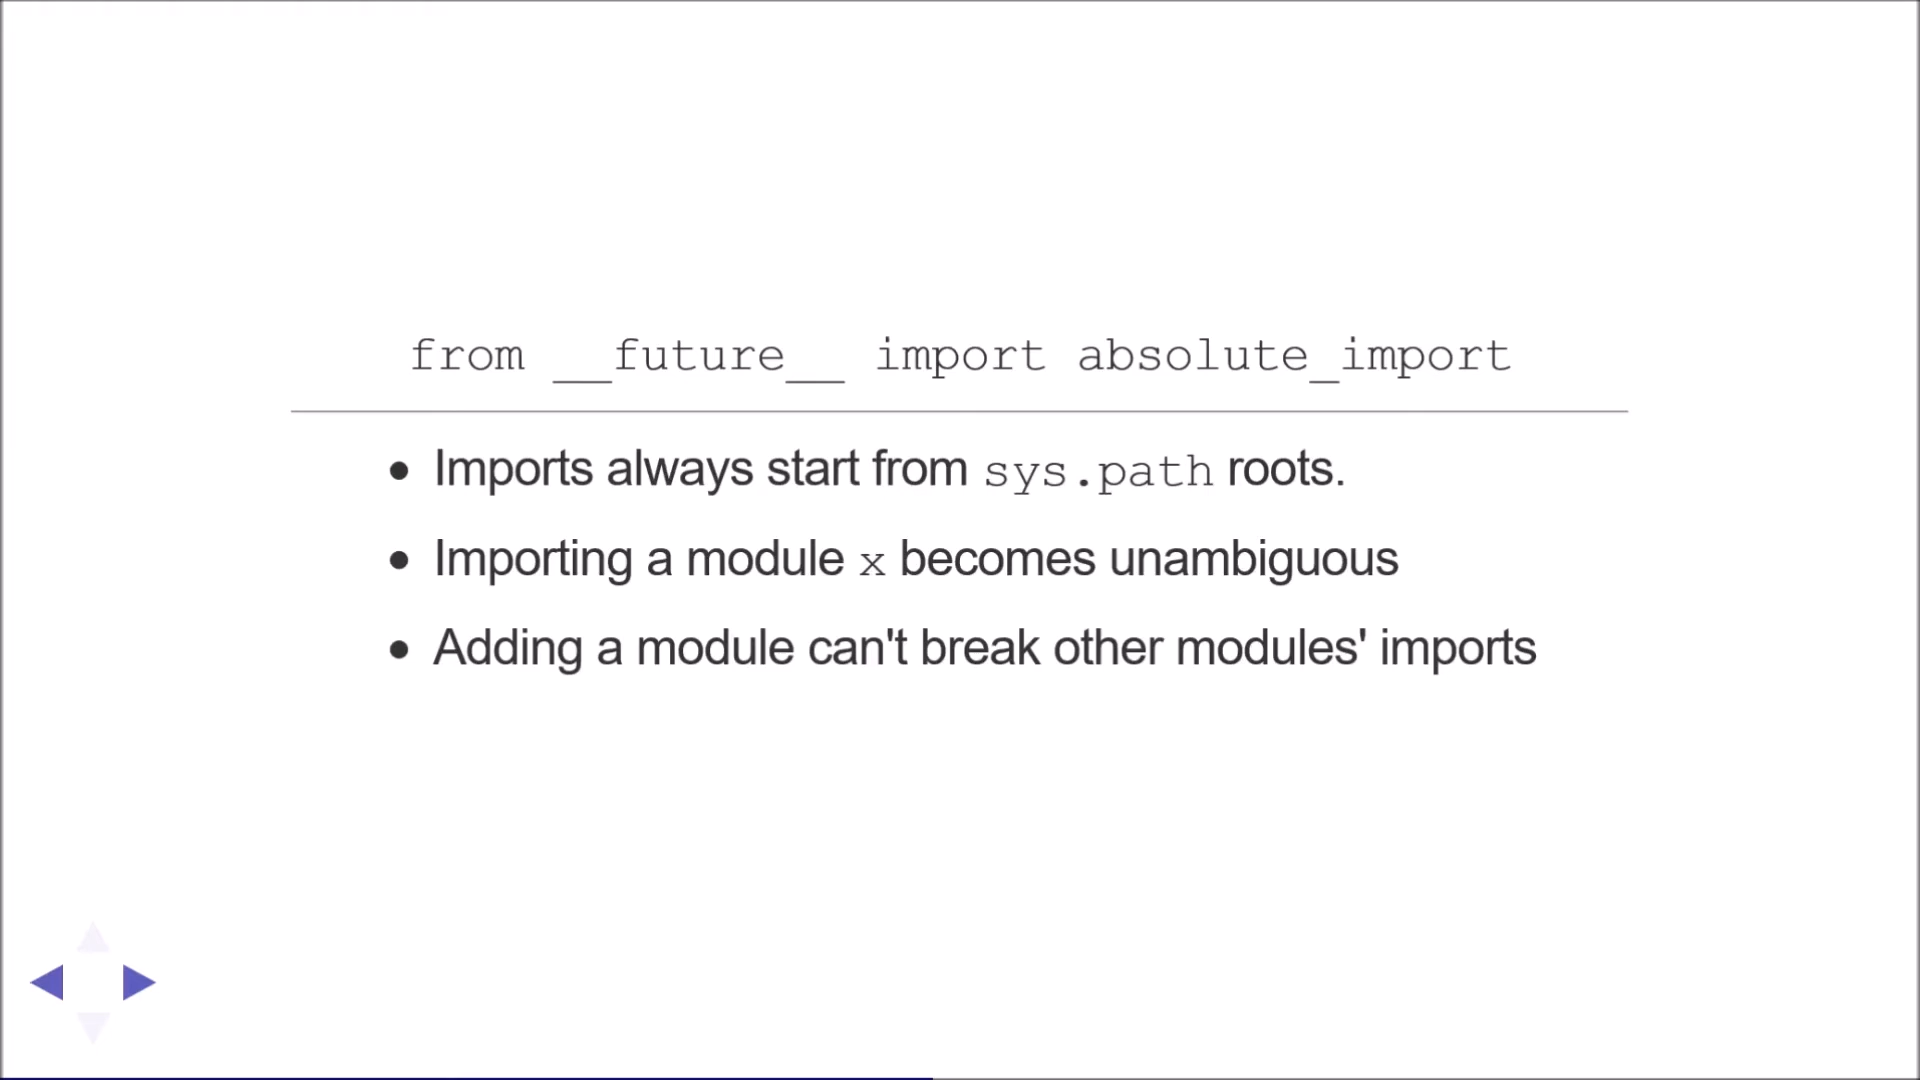 from __future__ import absolute_import
Imports always start from sys.path roots.
Importing a module x becomes unambiguous
Adding a module can't break other modules' imports